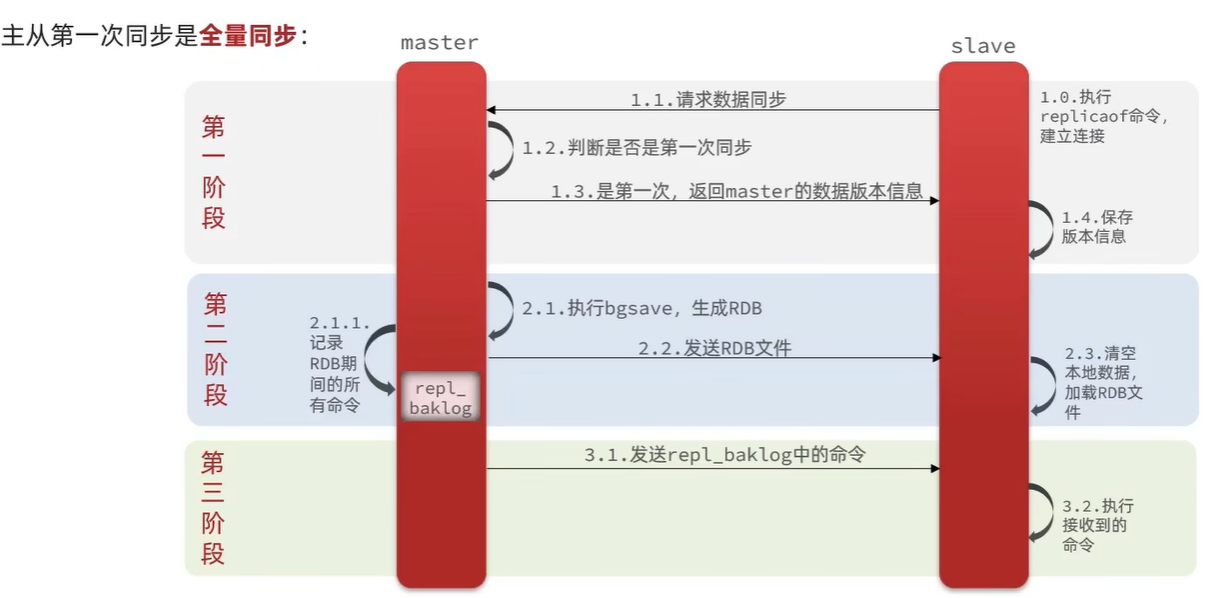 主从第一次同步是全量同步：
master
slave
第
一
阶
段
1.0.执行
replicaof命令，
建立连接
1.1.请求数据同步
1.2.判断是否是第一次同步
1.3.是第一次，返回master的数据版本信息
1.4.保存
版本信息
第
二
阶
段
2.1.执行bgsave，生成RDB
2.1.1.
记录
RDB期
间的所
有命令
repl_
baklog
2.2.发送RDB文件
2.3.清空
本地数据，
加载RDB文
件
第
三
阶
段
3.1.发送repl_baklog中的命令
3.2.执行
接收到的
命令